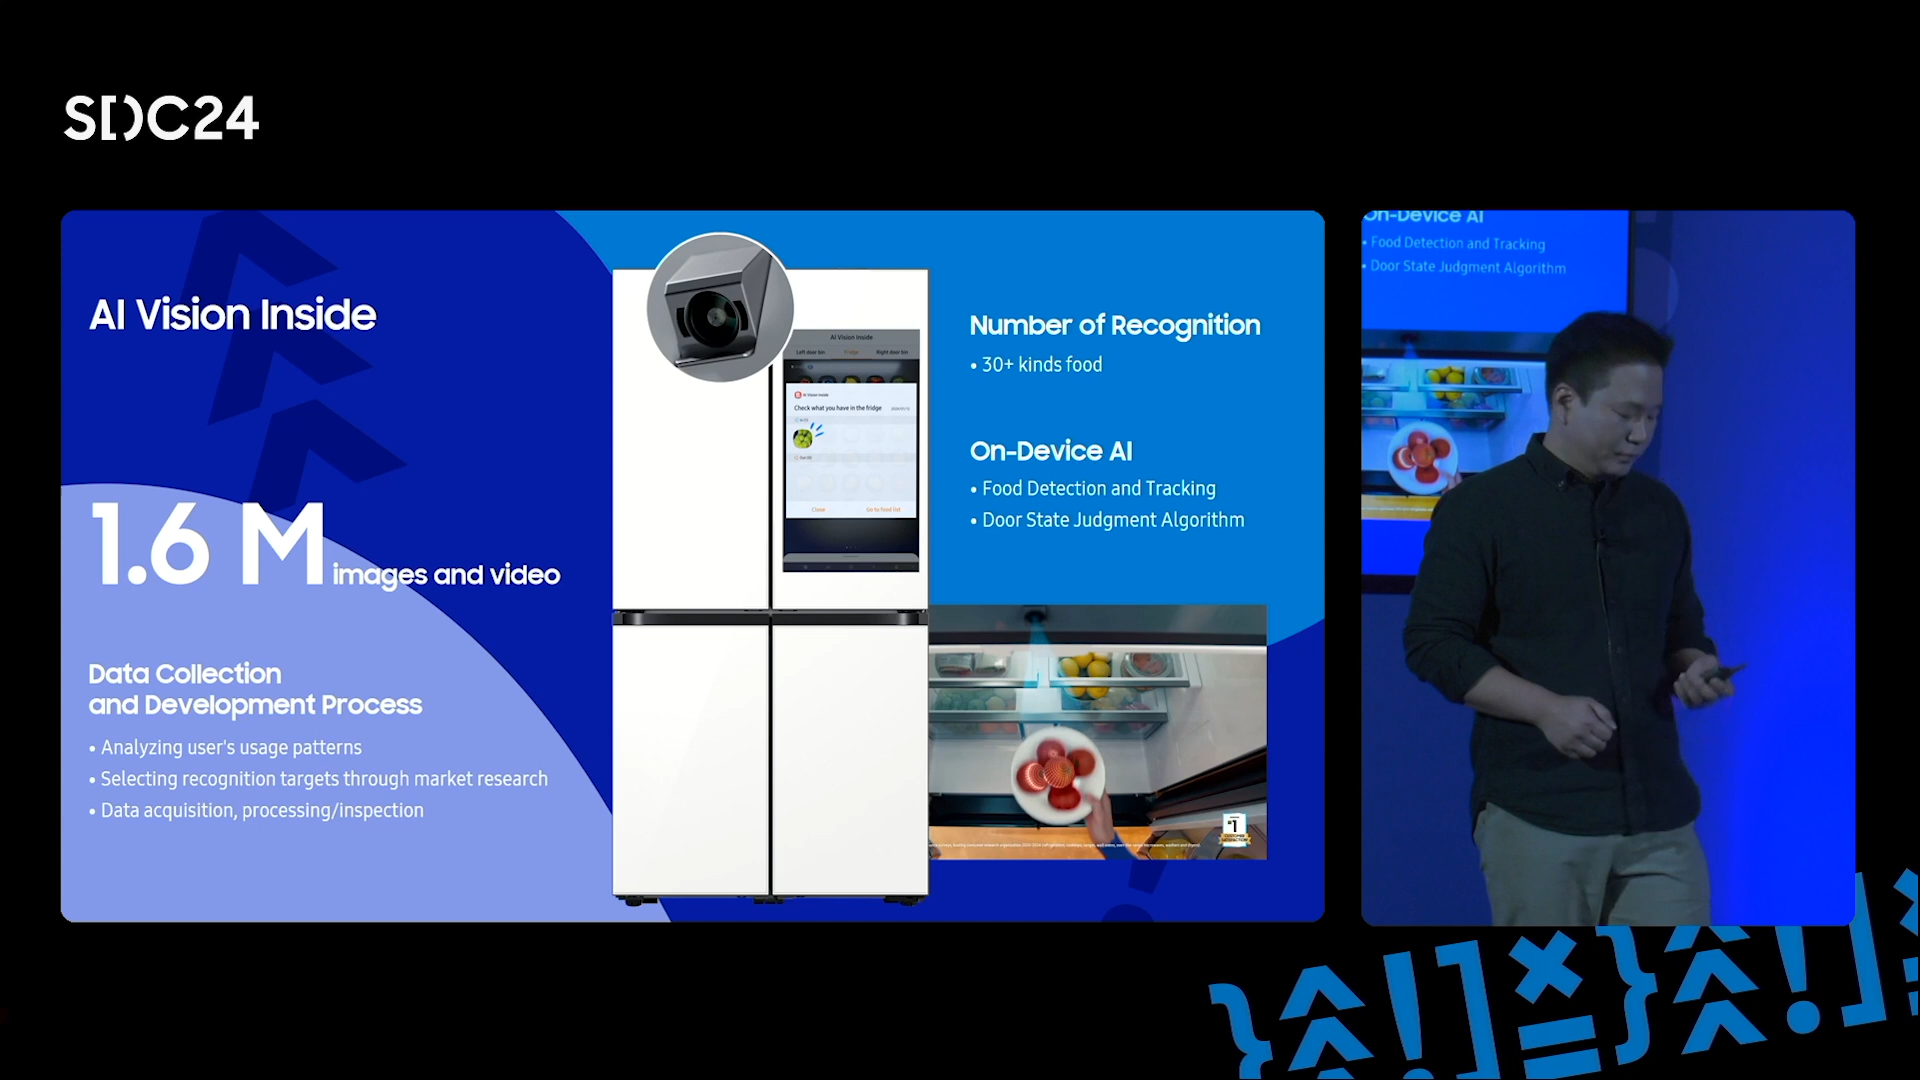 SDC24
AI Vision Inside
1.6 M images and video
Data Collection
and Development Process
• Analyzing user's usage patterns
• Selecting recognition targets through market research
• Data acquisition, processing/inspection
AI Vision Inside
Left door bin Fridge Right door bin
AI Vision Inside
Check what you have in the fridge
Close Go to food list
Number of Recognition
• 30+ kinds food
On-Device AI
• Food Detection and Tracking
• Door State Judgment Algorithm
#1
On-Device AI
• Food Detection and Tracking
• Door State Judgment Algorithm